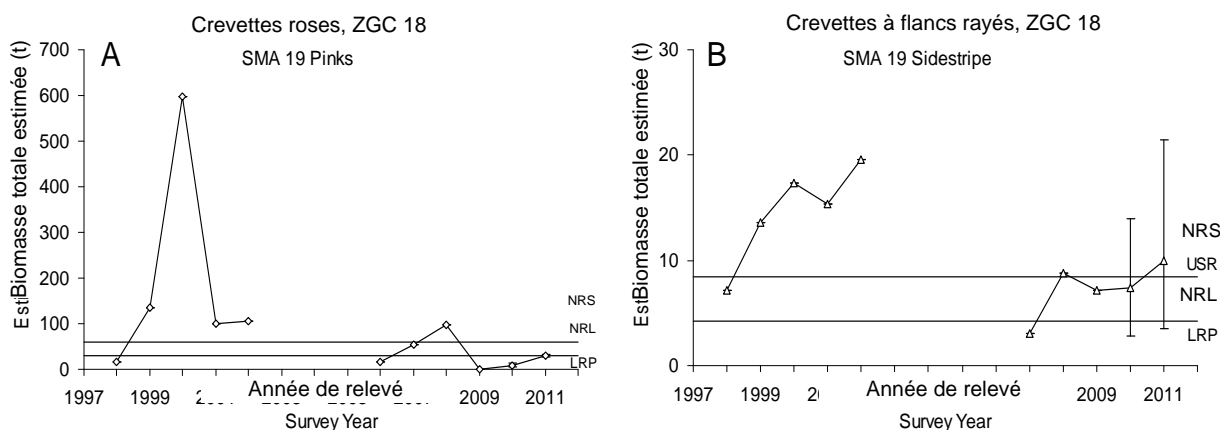 Crevettes roses, ZGC 18
A
SMA 19 Pinks
EstiBiomasse totale estimée (t)
700
600
500
400
300
200
100
0
NRS
NRL
LRP
1997 1999 2009 2011
Année de relevé
Survey Year
Crevettes à flancs rayés, ZGC 18
B
SMA 19 Sidestripe
EstBiomasse totale estimée (t)
30
20
10
0
NRS
USR
NRL
LRP
1997 1999 2009 2011
Année de relevé
Survey Year